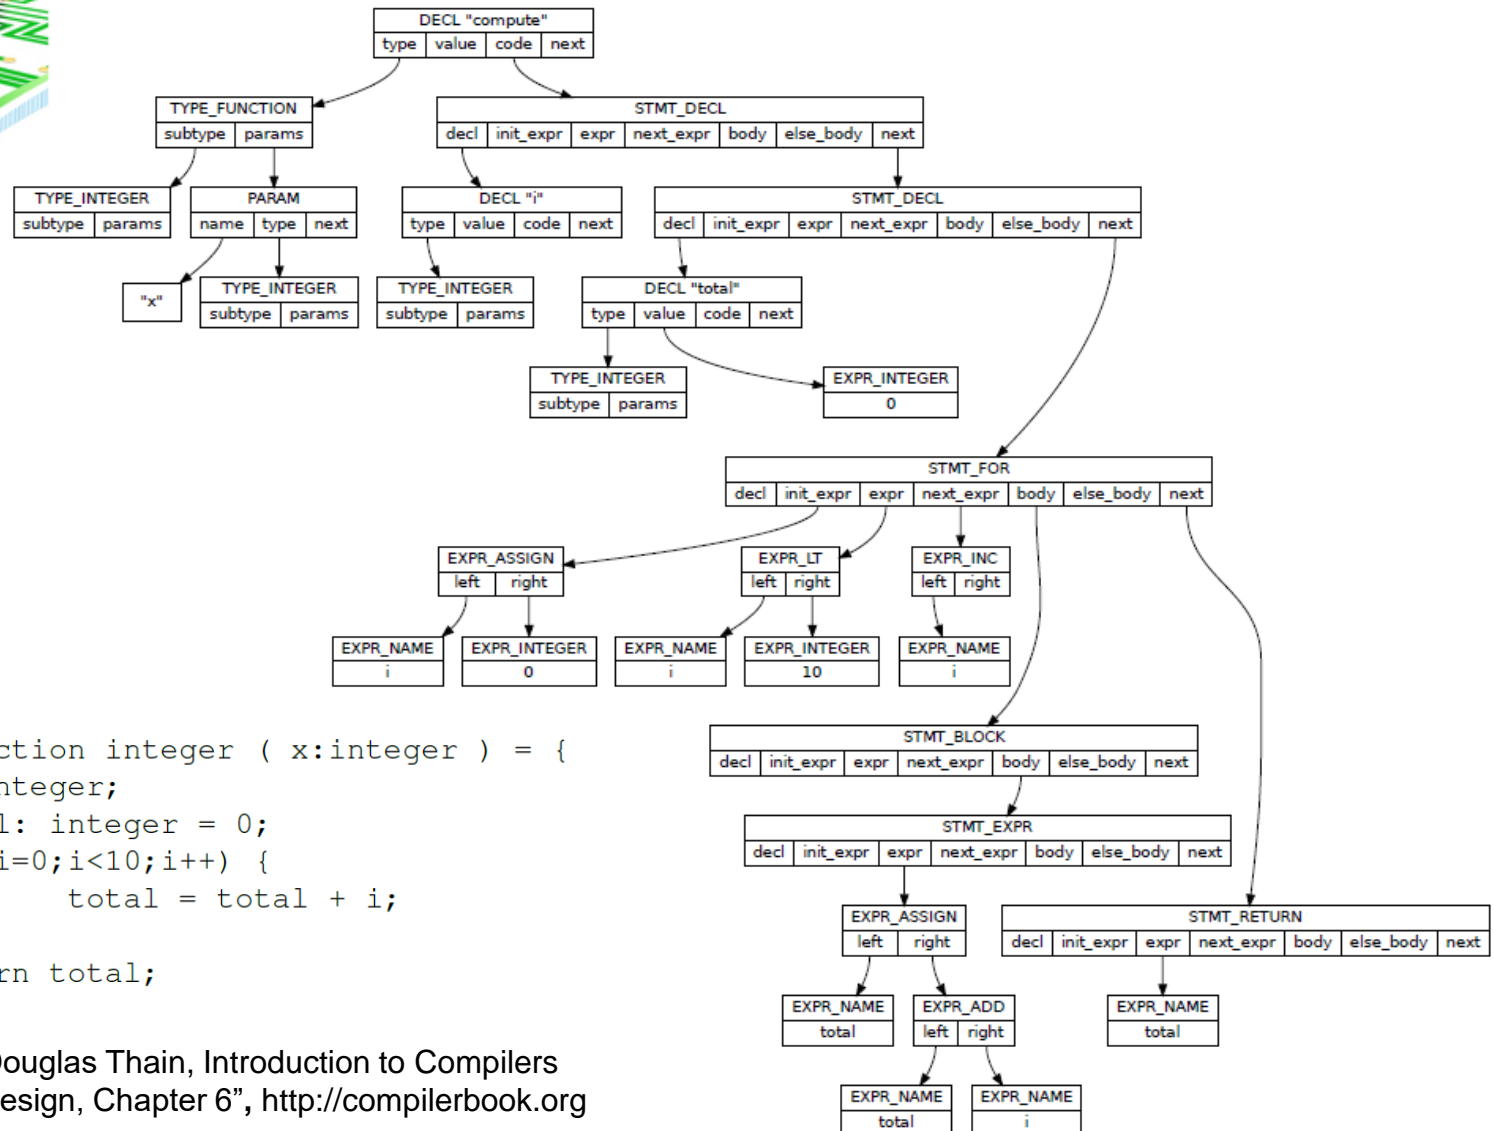 DECL "compute"
type value code next
TYPE_FUNCTION
subtype params
STMT_DECL
decl init_expr expr next_expr body else_body next
TYPE_INTEGER
subtype params
PARAM
name type next
DECL "i"
type value code next
STMT_DECL
decl init_expr expr next_expr body else_body next
"x"
TYPE_INTEGER
subtype params
TYPE_INTEGER
subtype params
DECL "total"
type value code next
TYPE_INTEGER
subtype params
EXPR_INTEGER
0
STMT_FOR
decl init_expr expr next_expr body else_body next
EXPR_ASSIGN
left right
EXPR_LT
left right
EXPR_INC
left right
EXPR_NAME
i
EXPR_INTEGER
0
EXPR_NAME
i
EXPR_INTEGER
10
EXPR_NAME
i
STMT_BLOCK
decl init_expr expr next_expr body else_body next
STMT_EXPR
decl init_expr expr next_expr body else_body next
EXPR_ASSIGN
left right
STMT_RETURN
decl init_expr expr next_expr body else_body next
EXPR_NAME
total
EXPR_ADD
left right
EXPR_NAME
total
EXPR_NAME
total
EXPR_NAME
i
ction integer ( x:integer ) = {
nteger;
l: integer = 0;
i=0;i<10;i++) {
total = total + i;
rn total;
Douglas Thain, Introduction to Compilers
esign, Chapter 6”, http://compilerbook.org